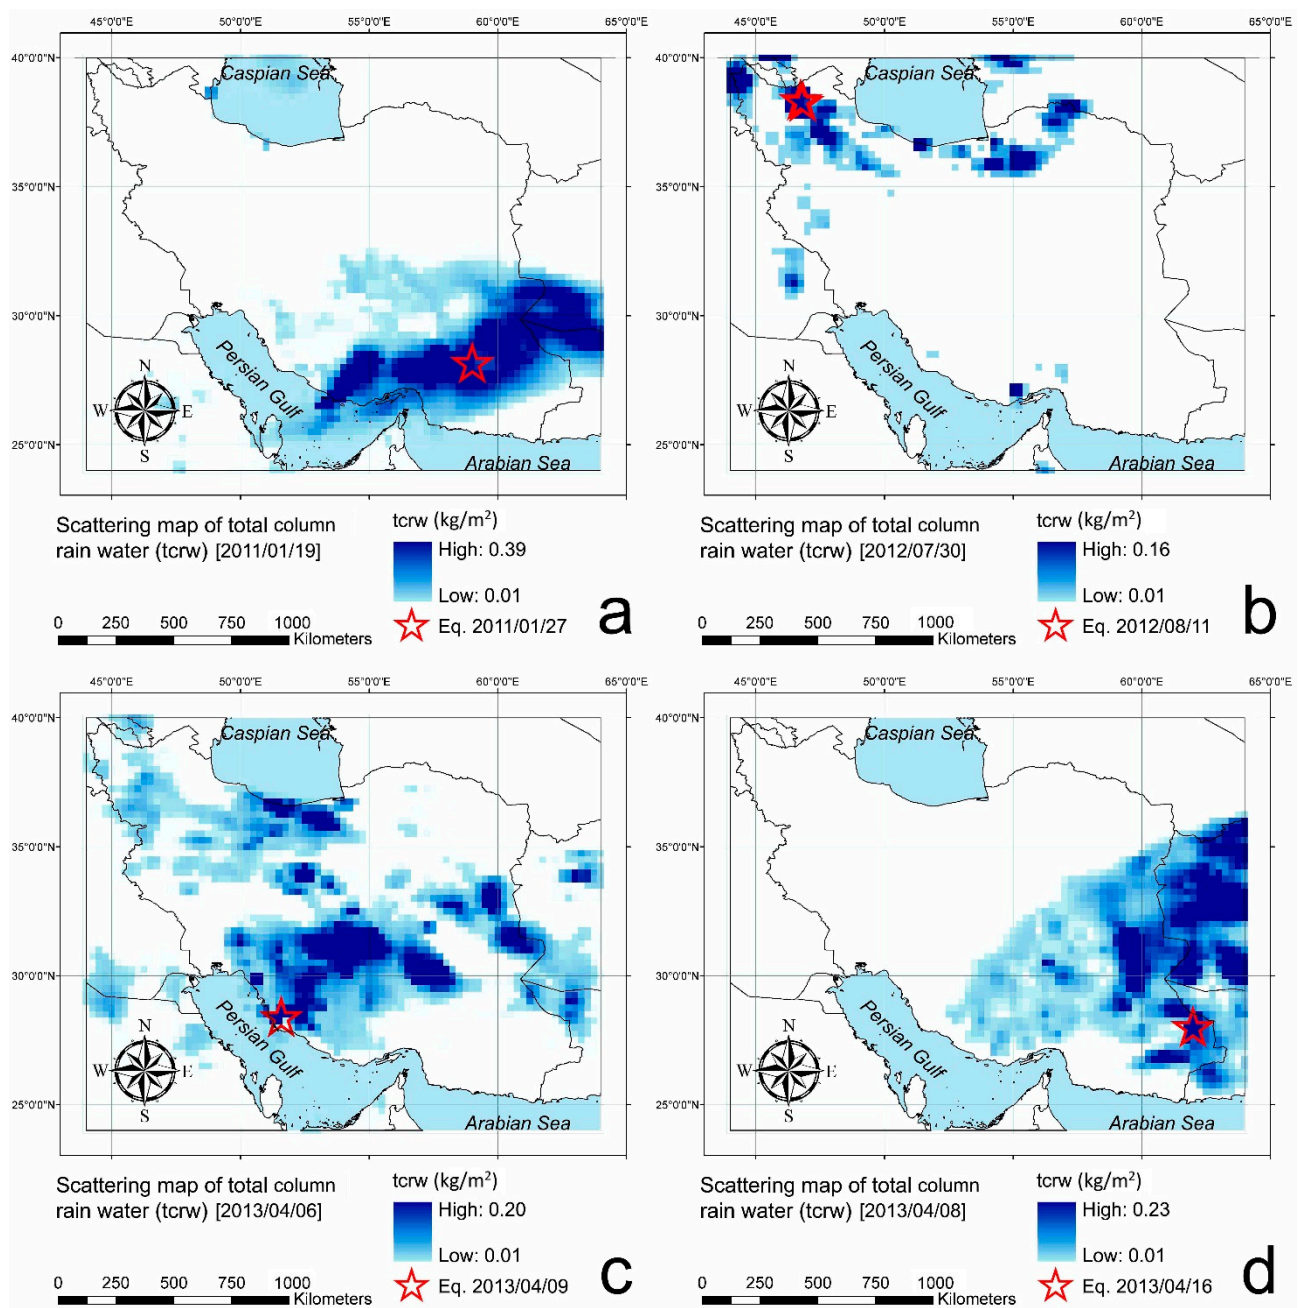 45°0'0"E 50°0'0"E 55°0'0"E 60°0'0"E 65°0'0"E
40°0'0"N
Caspian Sea
35°0'0"N
30°0'0"N
Persian Gulf
N
W E
S
25°0'0"N
Arabian Sea
Scattering map of total column
rain water (tcrw) [2011/01/19]
tcrw (kg/m²)
High: 0.39
Low: 0.01
Eq. 2011/01/27
0 250 500 750 1000
Kilometers
a
45°0'0"E 50°0'0"E 55°0'0"E 60°0'0"E 65°0'0"E
40°0'0"N
Caspian Sea
35°0'0"N
30°0'0"N
Persian Gulf
N
W E
S
25°0'0"N
Arabian Sea
Scattering map of total column
rain water (tcrw) [2012/07/30]
tcrw (kg/m²)
High: 0.16
Low: 0.01
Eq. 2012/08/11
0 250 500 750 1000
Kilometers
b
45°0'0"E 50°0'0"E 55°0'0"E 60°0'0"E 65°0'0"E
40°0'0"N
Caspian Sea
35°0'0"N
30°0'0"N
Persian Gulf
N
W E
S
25°0'0"N
Arabian Sea
Scattering map of total column
rain water (tcrw) [2013/04/06]
tcrw (kg/m²)
High: 0.20
Low: 0.01
Eq. 2013/04/09
0 250 500 750 1000
Kilometers
c
45°0'0"E 50°0'0"E 55°0'0"E 60°0'0"E 65°0'0"E
40°0'0"N
Caspian Sea
35°0'0"N
30°0'0"N
Persian Gulf
N
W E
S
25°0'0"N
Arabian Sea
Scattering map of total column
rain water (tcrw) [2013/04/08]
tcrw (kg/m²)
High: 0.23
Low: 0.01
Eq. 2013/04/16
0 250 500 750 1000
Kilometers
d